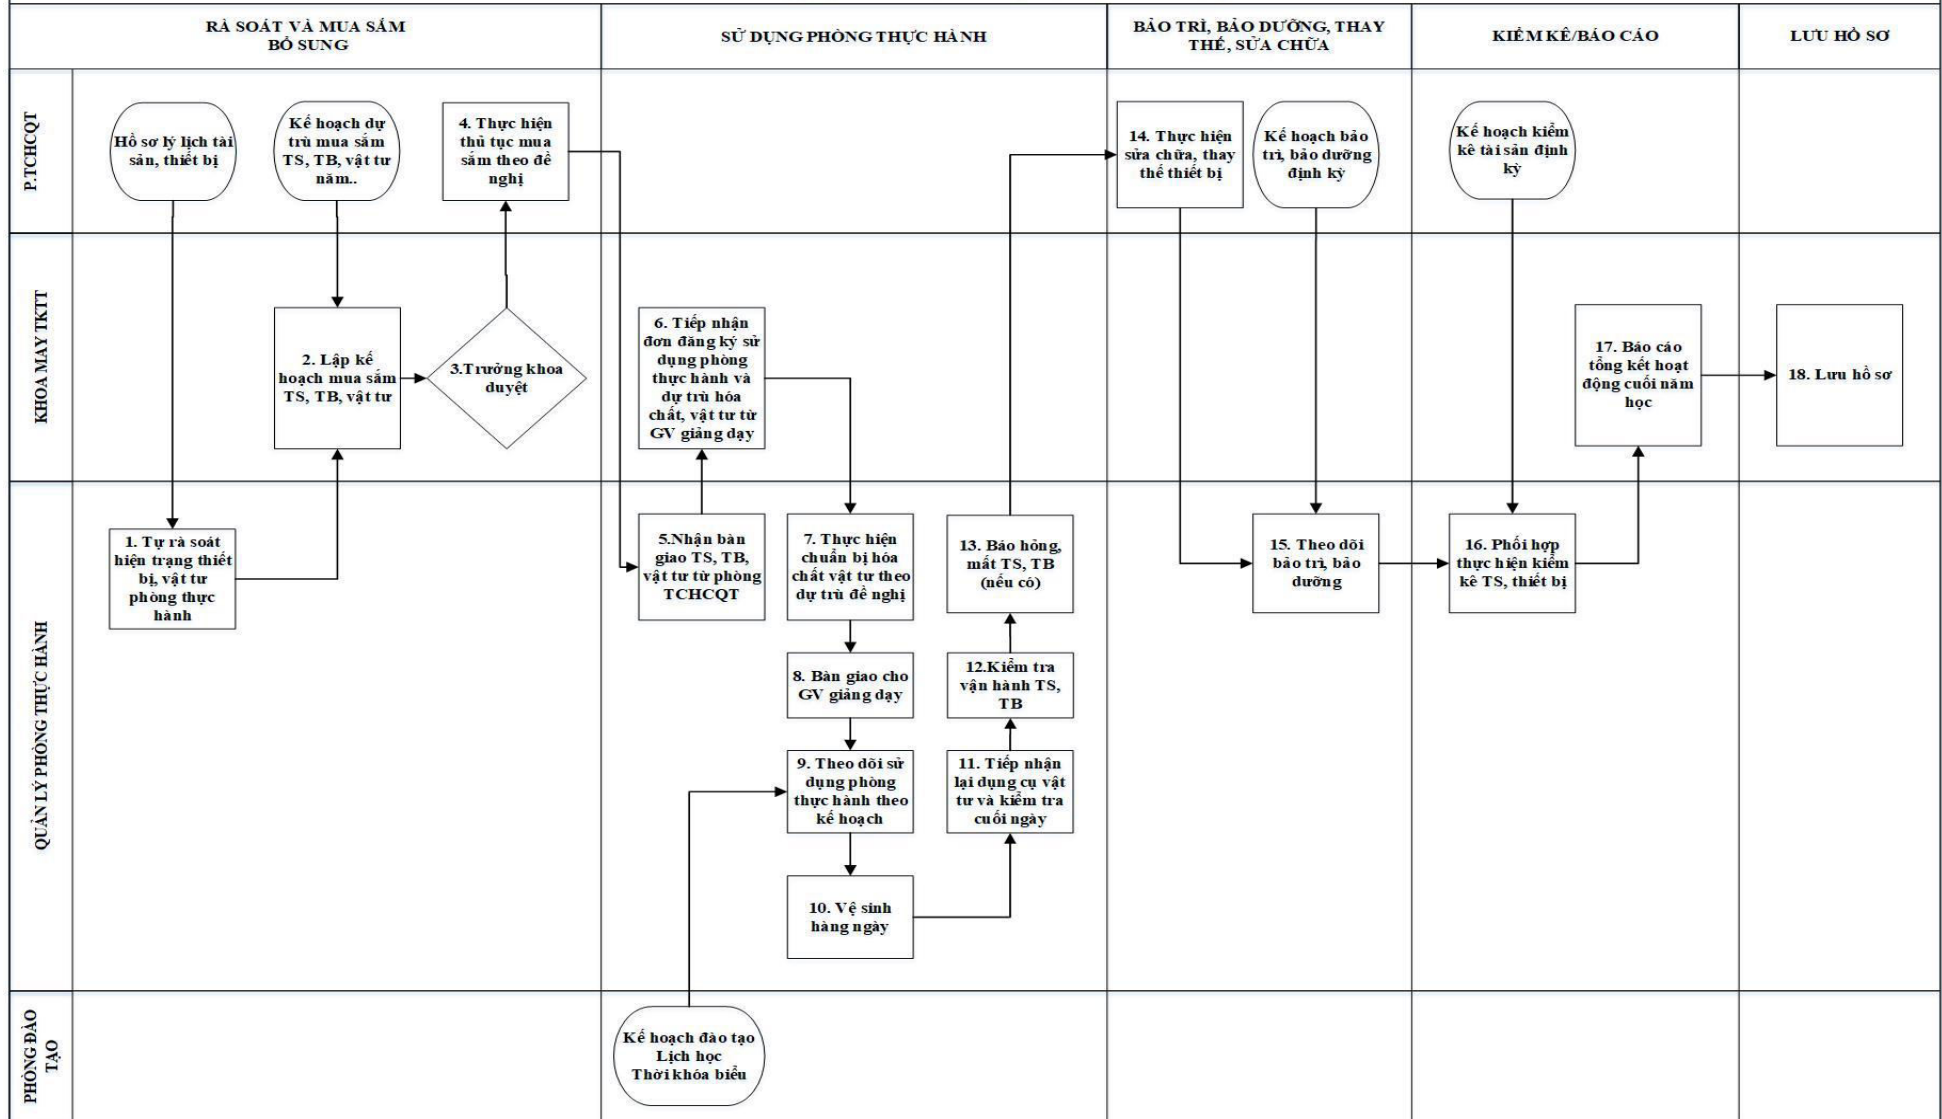 RÀ SOÁT VÀ MUA SẮM
BỔ SUNG
SỬ DỤNG PHÒNG THỰC HÀNH
BẢO TRÌ, BẢO DƯỠNG, THAY
THẾ, SỬA CHỮA
KIỂM KÊ/BÁO CÁO
LƯU HỒ SƠ
P.TCHCQT
Hồ sơ lý lịch tài
sản, thiết bị
Kế hoạch dự
trù mua sắm
TS, TB, vật tư
năm..
4. Thực hiện
thủ tục mua
sắm theo đề
nghị
14. Thực hiện
sửa chữa, thay
thế thiết bị
Kế hoạch bảo
trì, bảo dưỡng
định kỳ
Kế hoạch kiểm
kê tài sản định
kỳ
KHOA MAY TKTT
2. Lập kế
hoạch mua sắm
TS, TB, vật tư
3.Trưởng khoa
duyệt
6. Tiếp nhận
đơn đăng ký sử
dụng phòng
thực hành và
dự trù hóa
chất, vật tư từ
GV giảng dạy
17. Báo cáo
tổng kết hoạt
động cuối năm
học
18. Lưu hồ sơ
QUẢN LÝ PHÒNG THỰC HÀNH
1. Tự rà soát
hiện trạng thiết
bị, vật tư
phòng thực
hành
5.Nhận bàn
giao TS, TB,
vật tư từ phòng
TCHCQT
7. Thực hiện
chuẩn bị hóa
chất vật tư theo
dự trù đề nghị
13. Báo hỏng,
mất TS, TB
(nếu có)
15. Theo dõi
bảo trì, bảo
dưỡng
16. Phối hợp
thực hiện kiểm
kê TS, thiết bị
8. Bàn giao cho
GV giảng dạy
12.Kiểm tra
vận hành TS,
TB
9. Theo dõi sử
dụng phòng
thực hành theo
kế hoạch
11. Tiếp nhận
lại dụng cụ vật
tư và kiểm tra
cuối ngày
10. Vệ sinh
hàng ngày
PHÒNG ĐÀO
TẠO
Kế hoạch đào tạo
Lịch học
Thời khóa biểu